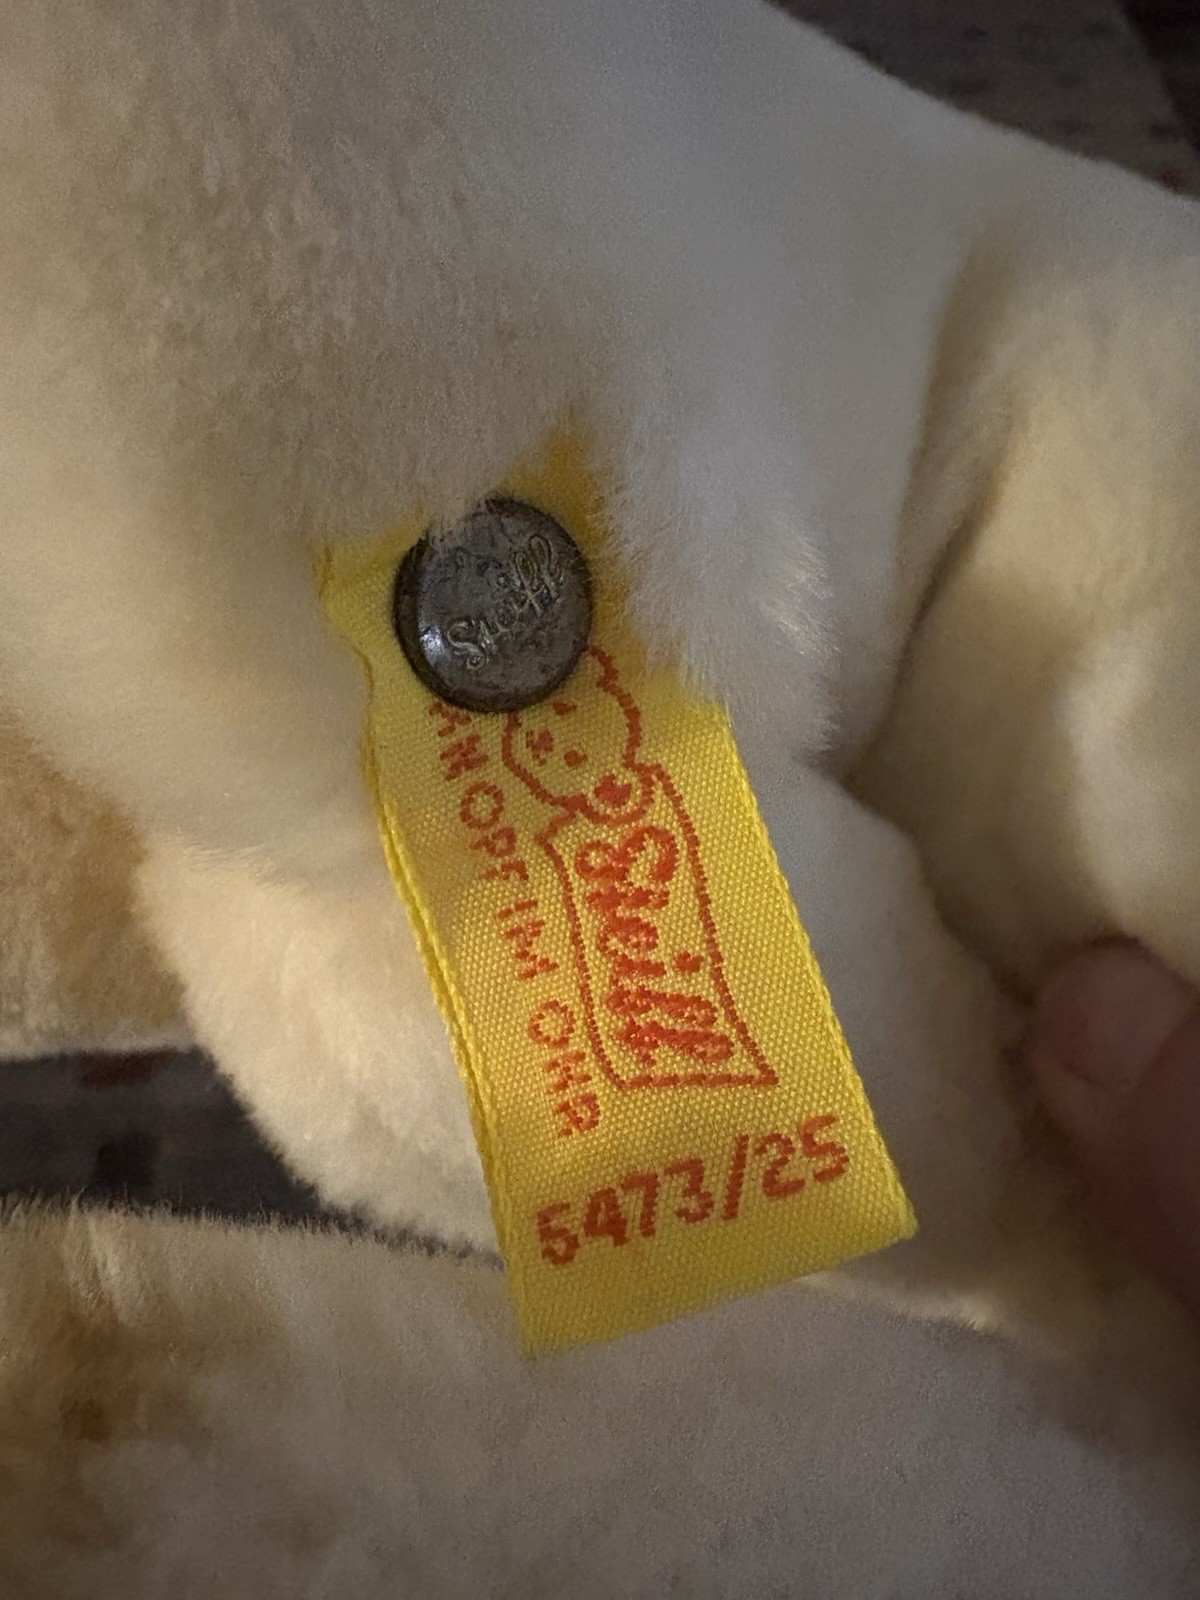 Steiff
KNOPF IM OHR
Steiff
5473/25